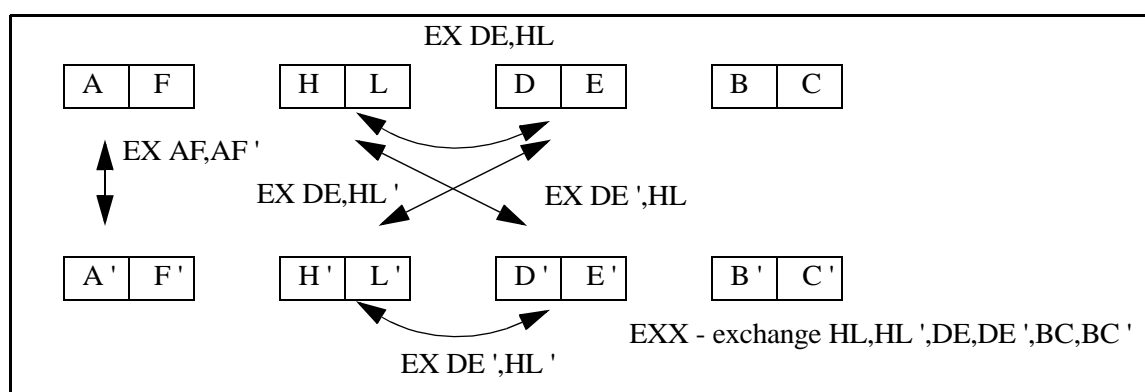 EX DE,HL
A F H L D E B C
EX AF,AF '
EX DE,HL ' EX DE ',HL
A ' F ' H ' L ' D ' E ' B ' C '
EXX - exchange HL,HL ',DE,DE ',BC,BC '
EX DE ',HL '